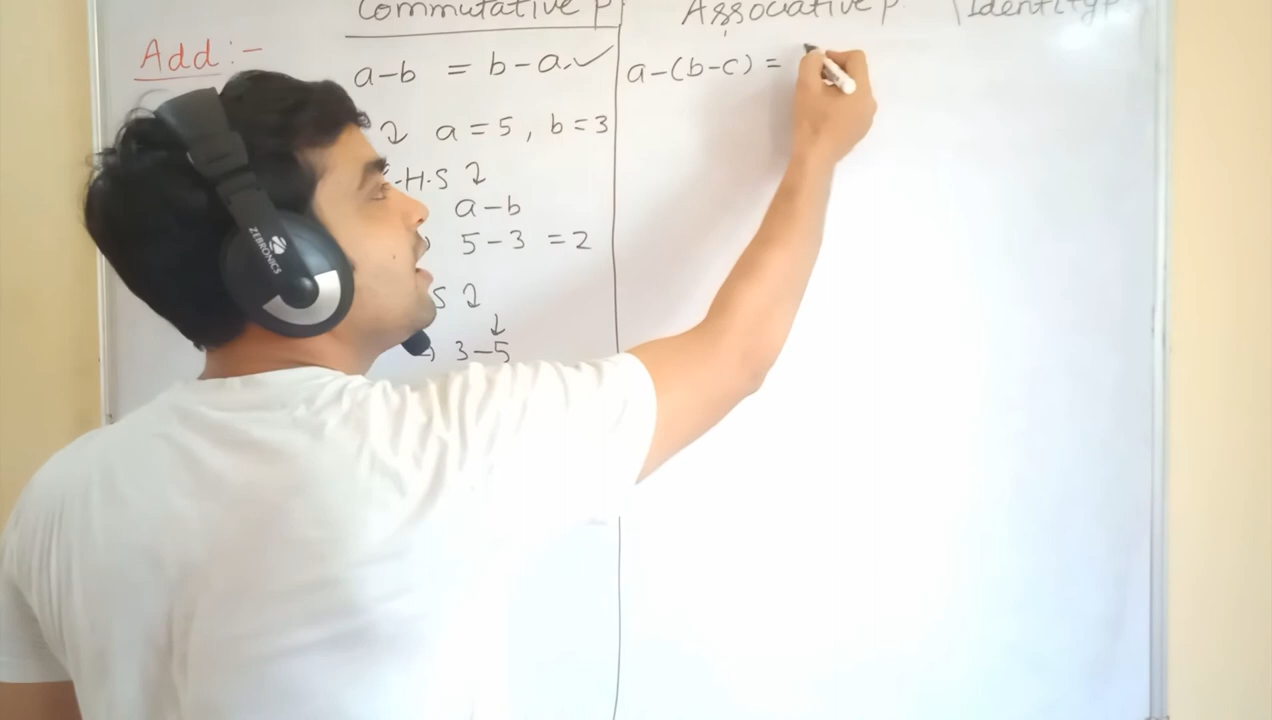 Commutative P
Associative P
Identity P
Add :-
a-b = b-a ✓
a = 5, b = 3
-H-S
a-b
5-3 = 2
S
3-5
a-(b-c) =
ZEBRONICS